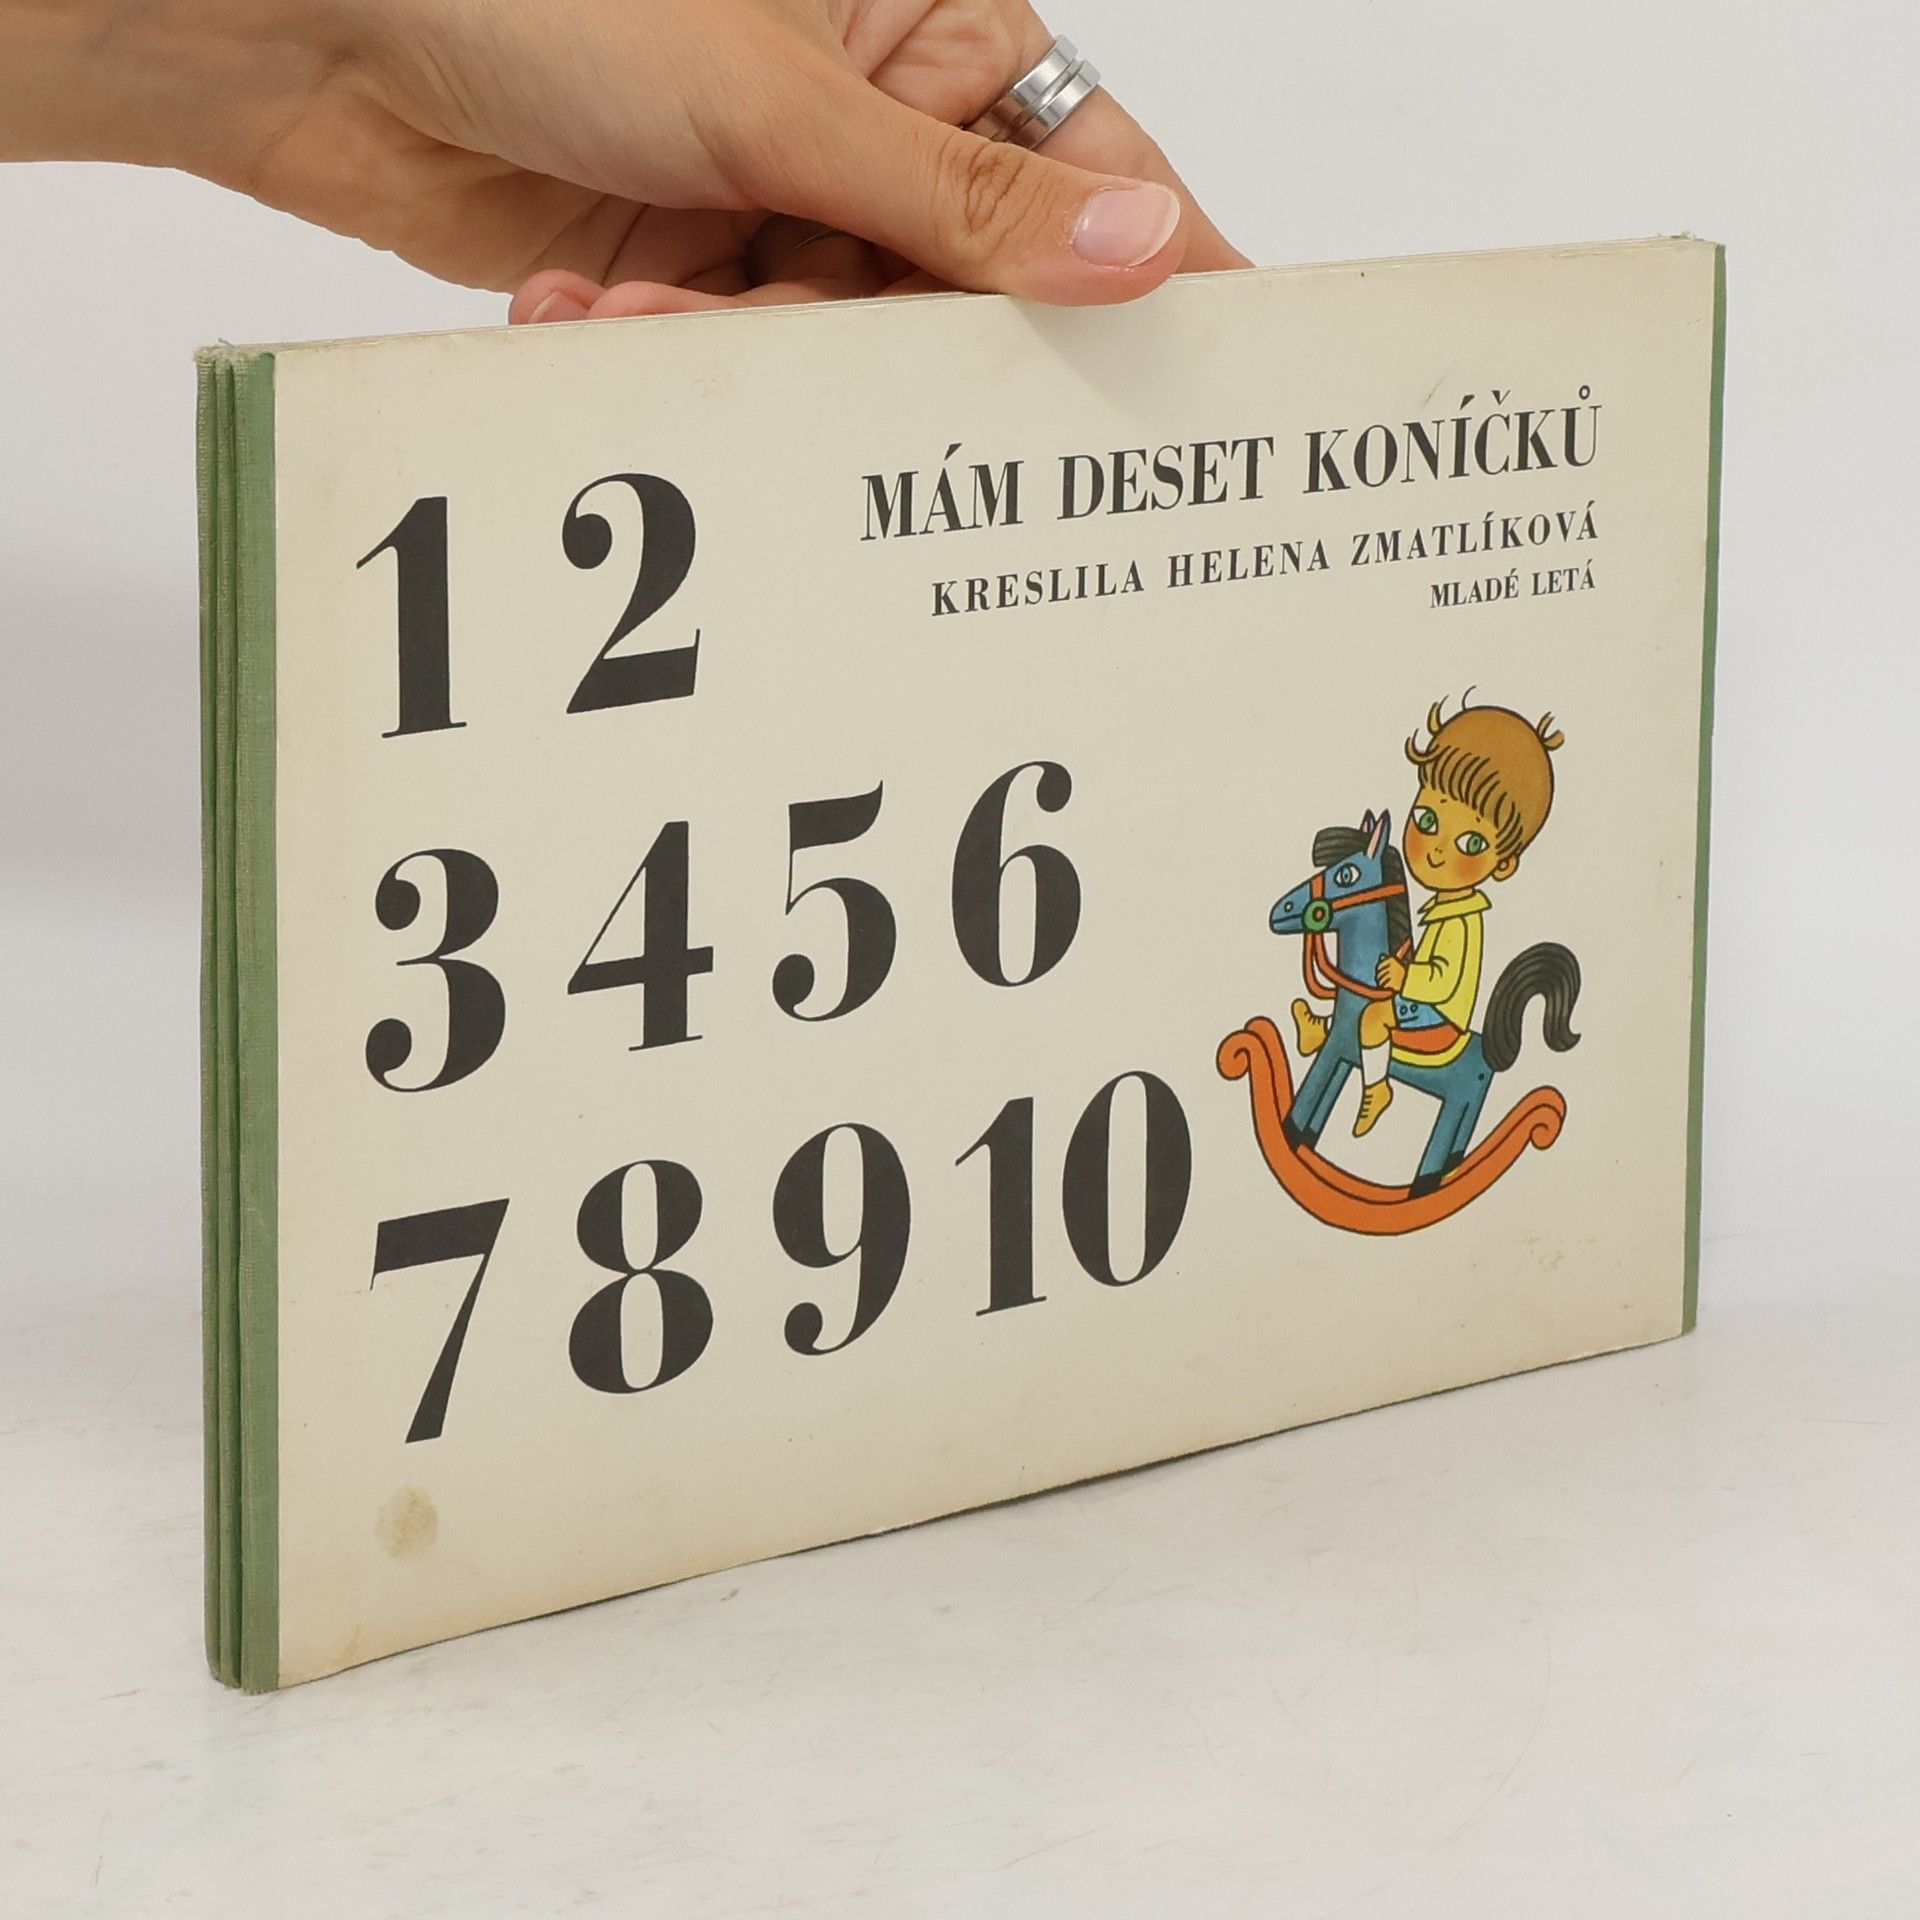 MÁM DESET KONÍČKŮ
KRESLILA HELENA ZMATLÍKOVÁ
MLADÉ LETÁ
1 2
3 4 5 6
7 8 9 10